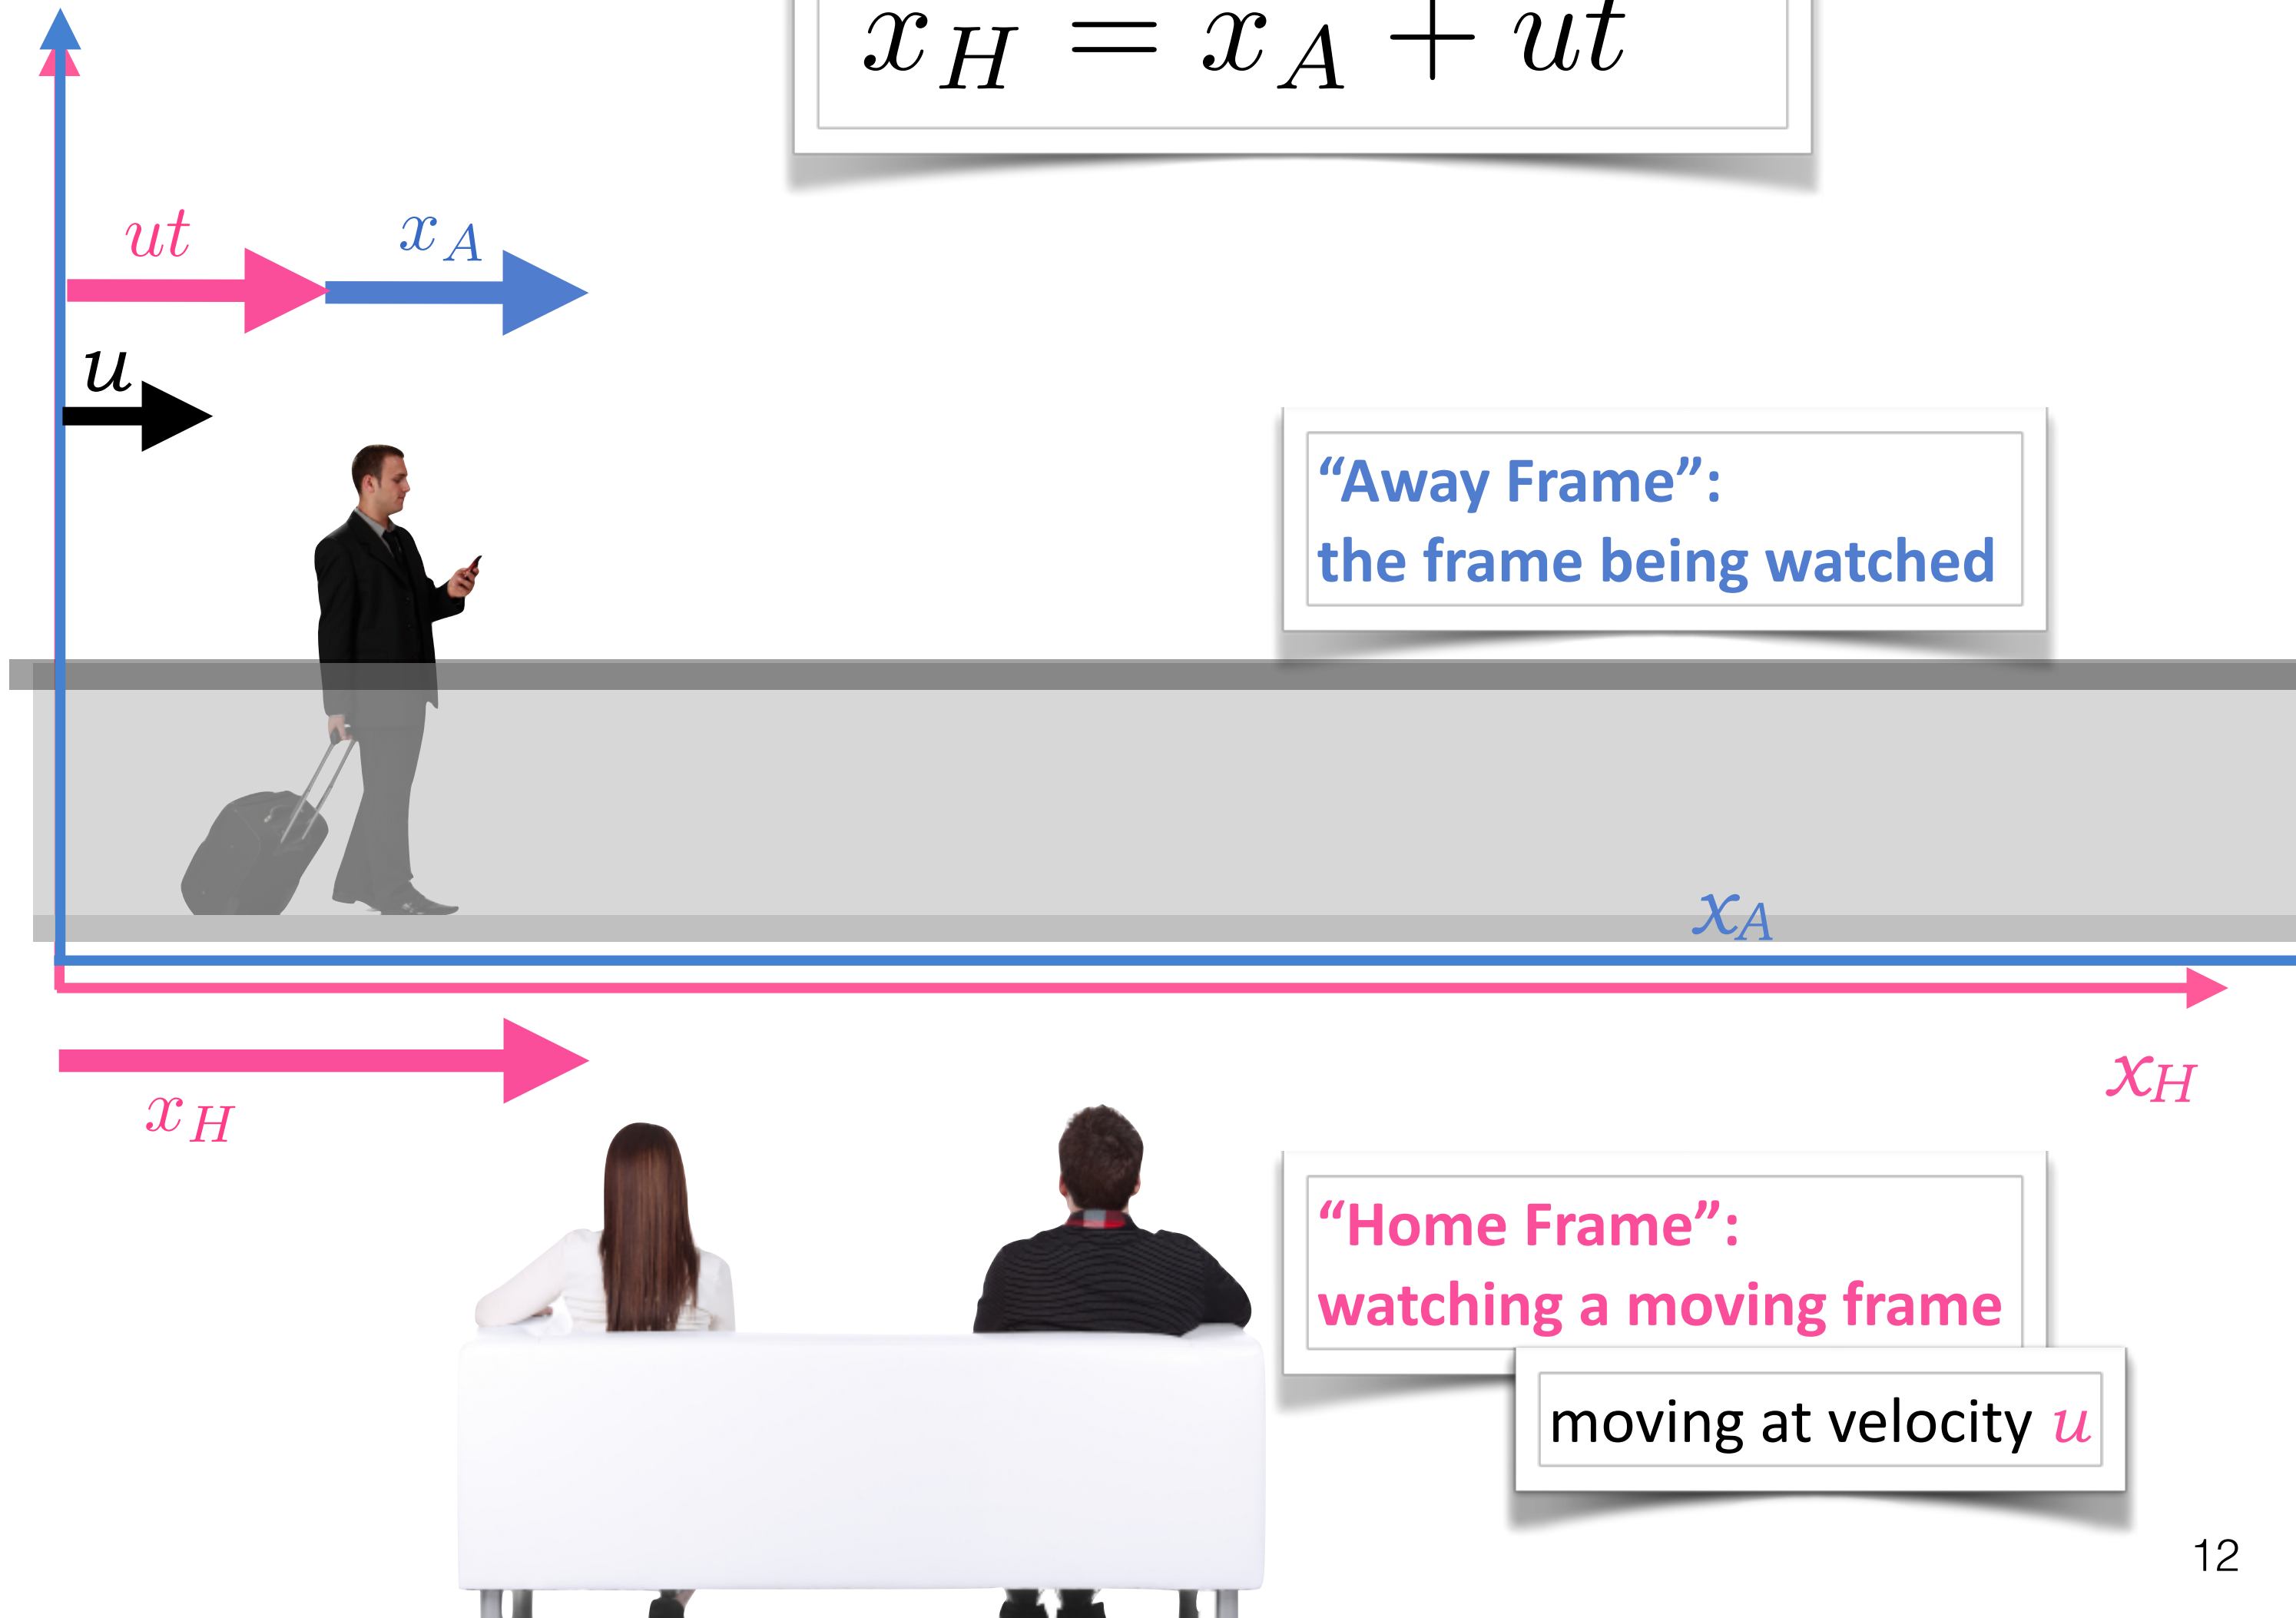 x_H = x_A + ut
ut
x_A
u
“Away Frame”:
the frame being watched
x_A
x_H
x_H
“Home Frame”:
watching a moving frame
moving at velocity u
12